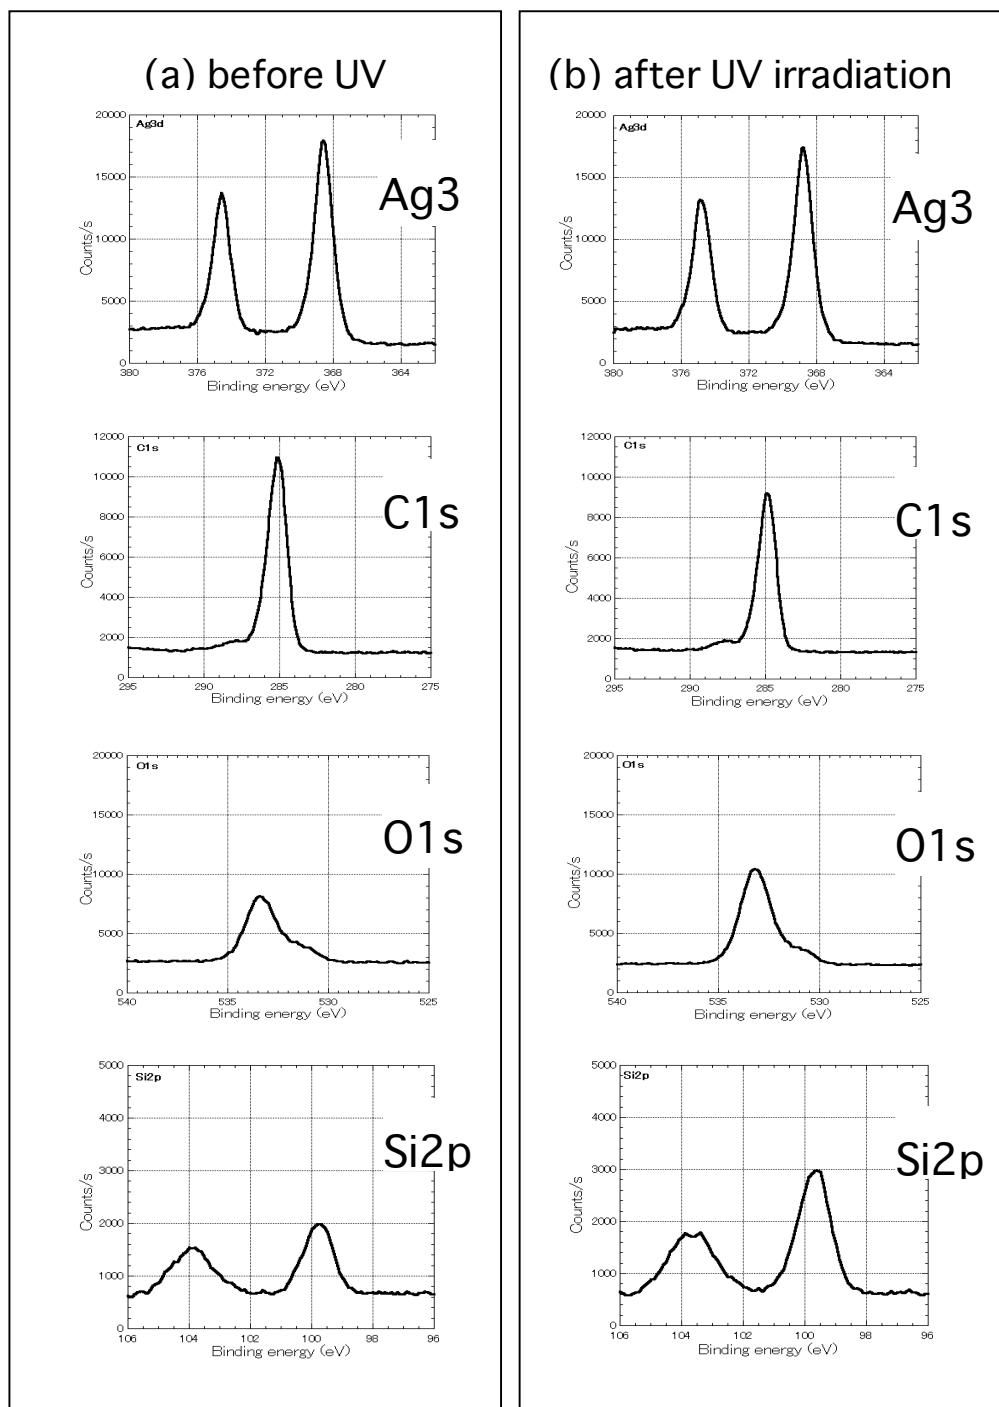 (a) before UV
Ag3d
Ag3
Counts/s
20000
15000
10000
5000
0
380
376
372
368
364
Binding energy (eV)
C1s
C1s
Counts/s
12000
10000
8000
6000
4000
2000
0
295
290
285
280
275
Binding energy (eV)
O1s
O1s
Counts/s
20000
15000
10000
5000
0
540
535
530
525
Binding energy (eV)
Si2p
Si2p
Counts/s
5000
4000
3000
2000
1000
0
106
104
102
100
98
96
Binding energy (eV)
(b) after UV irradiation
Ag3d
Ag3
Counts/s
20000
15000
10000
5000
0
380
376
372
368
364
Binding energy (eV)
C1s
C1s
Counts/s
12000
10000
8000
6000
4000
2000
0
295
290
285
280
275
Binding energy (eV)
O1s
O1s
Counts/s
20000
15000
10000
5000
0
540
535
530
525
Binding energy (eV)
Si2p
Si2p
Counts/s
5000
4000
3000
2000
1000
0
106
104
102
100
98
96
Binding energy (eV)